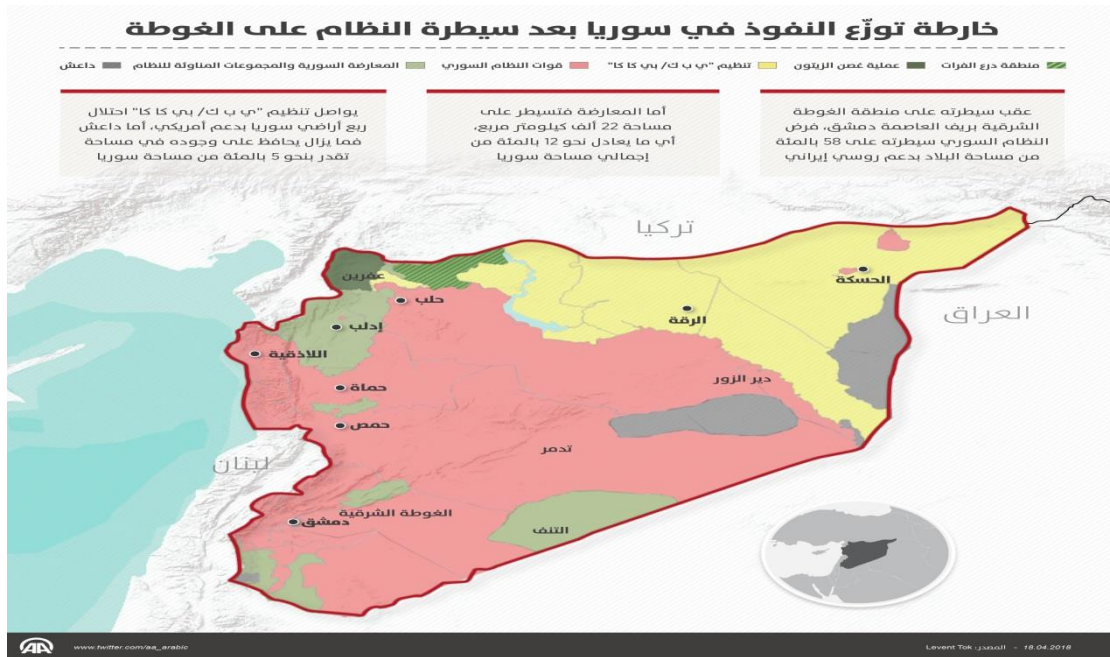 خارطة توزّع النفوذ في سوريا بعد سيطرة النظام على الغوطة
منطقة درع الفرات
عملية غصن الزيتون
تنظيم "ي ب ك/ بي كا كا"
قوات النظام السوري
المعارضة السورية والمجموعات المناوئة للنظام
داعش
عقب سيطرته على منطقة الغوطة
الشرقية بريف العاصمة دمشق، فرض
النظام السوري سيطرته على 58 بالمئة
من مساحة البلاد بدعم روسي إيراني
أما المعارضة فتسيطر على
مساحة 22 ألف كيلومتر مربع،
أي ما يعادل نحو 12 بالمئة من
إجمالي مساحة سوريا
يواصل تنظيم "ي ب ك/ بي كا كا" احتلال
ربع أراضي سوريا بدعم أمريكي، أما داعش
فما يزال يحافظ على وجوده في مساحة
تقدر بنحو 5 بالمئة من مساحة سوريا
تركيا
عفرين
الحسكة
حلب
الرقة
العراق
إدلب
اللاذقية
دير الزور
حماة
حمص
تدمر
لبنان
الغوطة الشرقية
دمشق
التنف
AA
www.twitter.com/aa_arabic
Levent Tok المصدر: - 18.04.2018